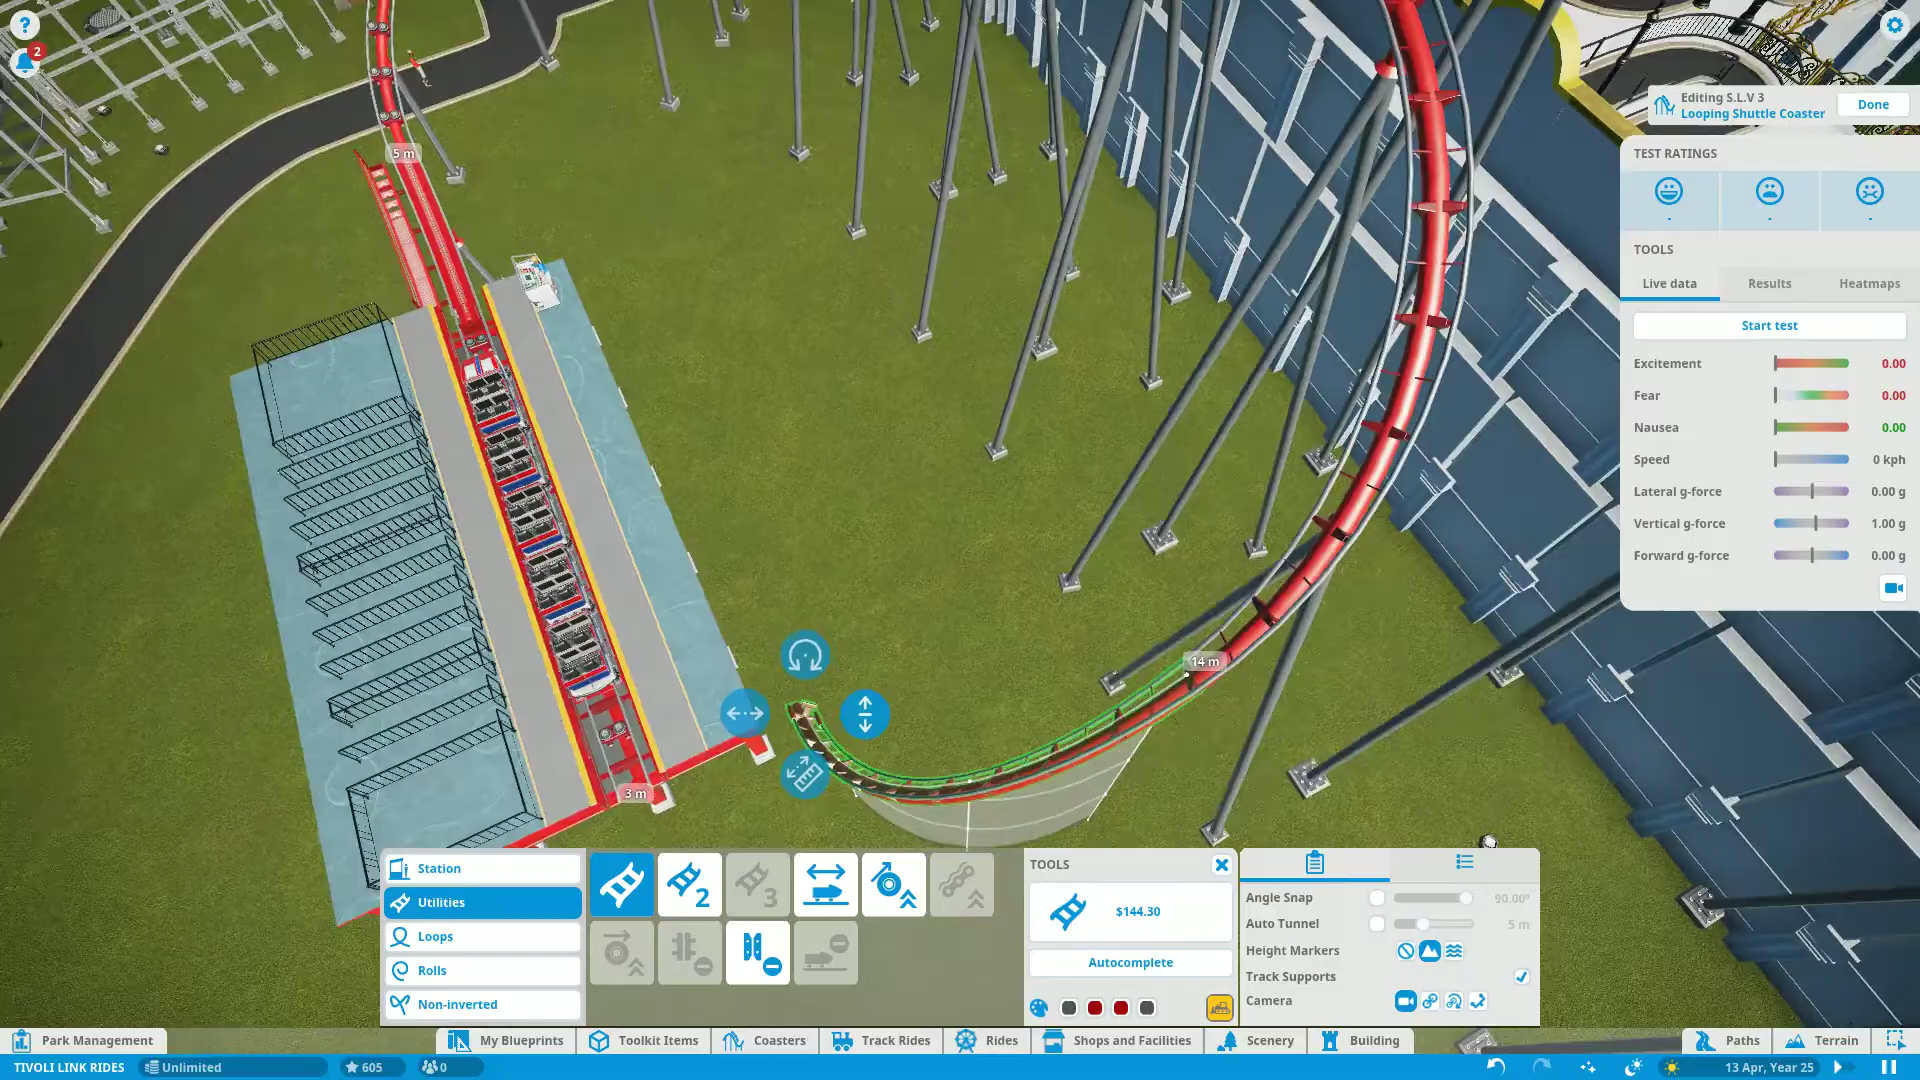 2
5 m
Editing S.L.V 3
Looping Shuttle Coaster
Done
TEST RATINGS
-
-
-
TOOLS
Live data
Results
Heatmaps
Start test
Excitement
0.00
Fear
0.00
Nausea
0.00
Speed
0 kph
Lateral g-force
0.00 g
Vertical g-force
1.00 g
Forward g-force
0.00 g
14 m
3 m
Station
Utilities
Loops
Rolls
Non-inverted
2
3
TOOLS
$144.30
Autocomplete
Angle Snap
90.00°
Auto Tunnel
5 m
Height Markers
Track Supports
Camera
Park Management
My Blueprints
Toolkit Items
Coasters
Track Rides
Rides
Shops and Facilities
Scenery
Building
Paths
Terrain
TIVOLI LINK RIDES
Unlimited
605
0
13 Apr, Year 25